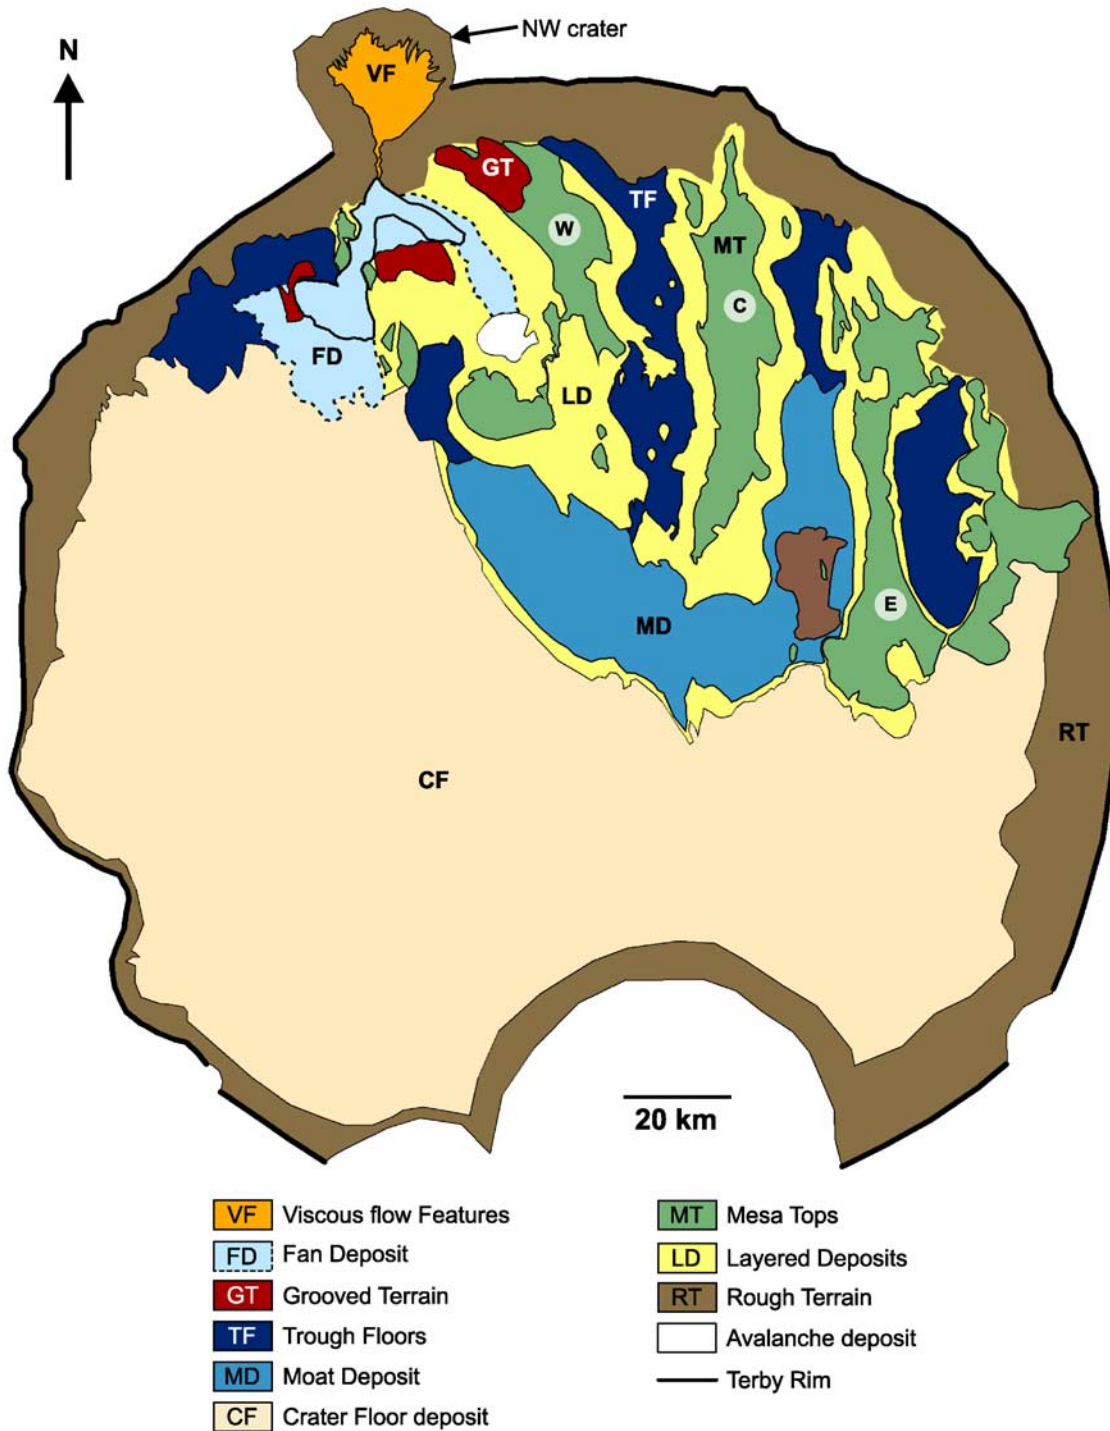 NW crater
N
VF
GT
TF
W
MT
C
FD
LD
E
MD
RT
CF
20 km
VF Viscous flow Features
FD Fan Deposit
GT Grooved Terrain
TF Trough Floors
MD Moat Deposit
CF Crater Floor deposit
MT Mesa Tops
LD Layered Deposits
RT Rough Terrain
Avalanche deposit
Terby Rim